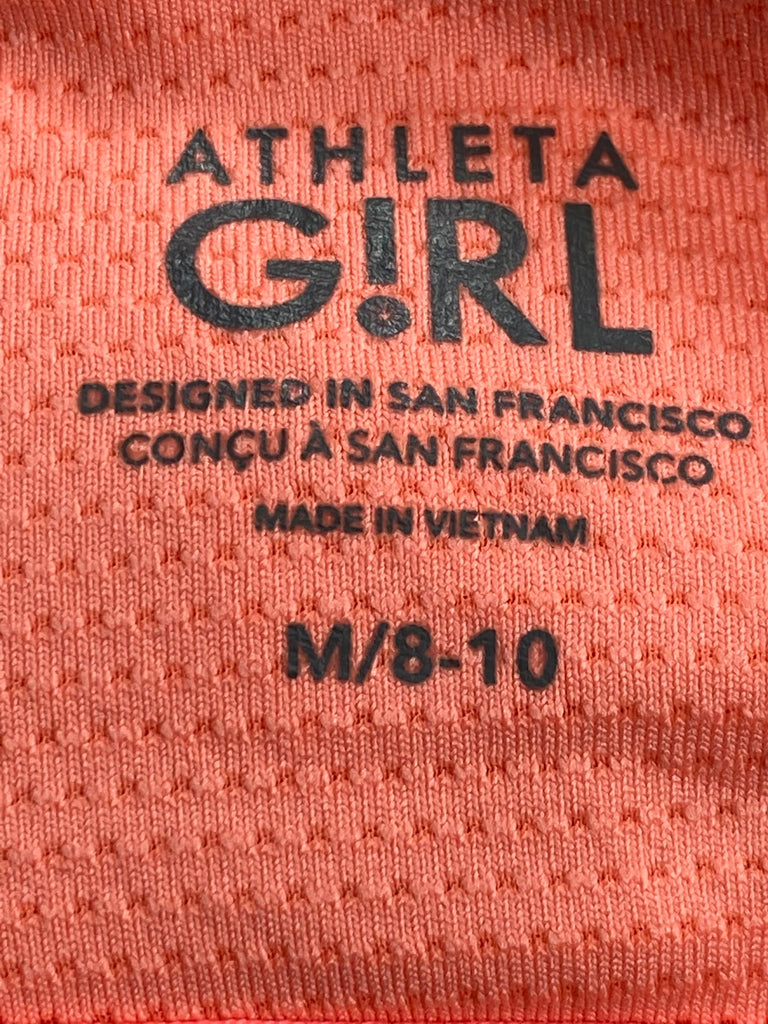 ATHLETA
G!RL
DESIGNED IN SAN FRANCISCO
CONÇU À SAN FRANCISCO
MADE IN VIETNAM
M/8-10